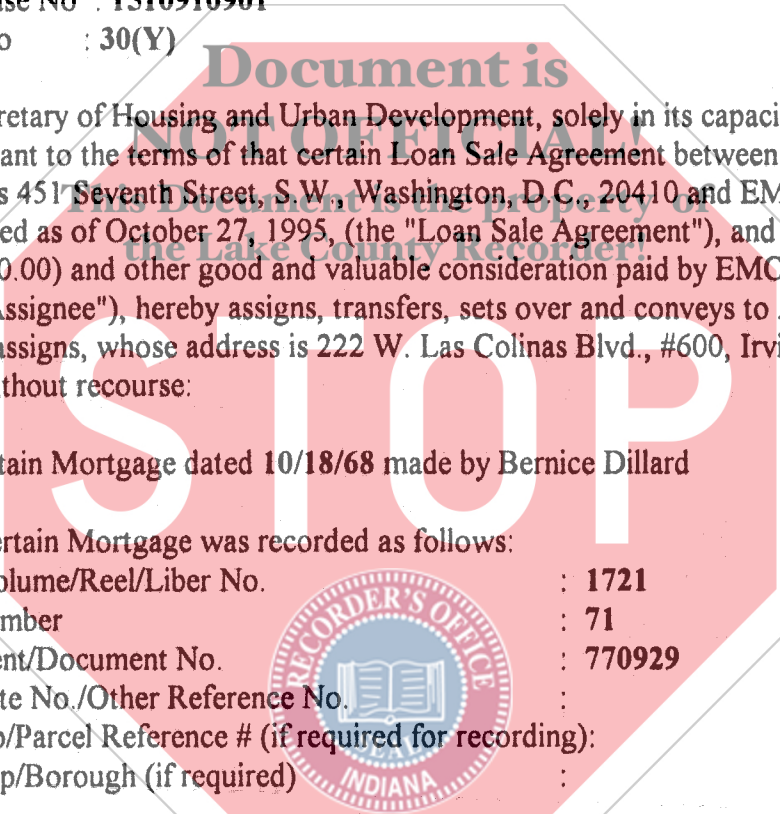 se No : 1510910901
o : 30(Y)
Document is
retary of Housing and Urban Development, solely in its capaci
NOT OFFICIAL!
ant to the terms of that certain Loan Sale Agreement between
s 451 Seventh Street, S.W., Washington, D.C., 20410 and EM
This Document is the property of
ed as of October 27, 1995, (the "Loan Sale Agreement"), and
the Lake County Recorder!
0.00) and other good and valuable consideration paid by EMC
Assignee"), hereby assigns, transfers, sets over and conveys to
assigns, whose address is 222 W. Las Colinas Blvd., #600, Irvi
thout recourse:
STOP
tain Mortgage dated 10/18/68 made by Bernice Dillard
ertain Mortgage was recorded as follows:
olume/Reel/Liber No. : 1721
mber : 71
ent/Document No. : 770929
te No./Other Reference No. :
o/Parcel Reference # (if required for recording):
p/Borough (if required) :
RECORDER'S OFFICE
SEAL
INDIANA